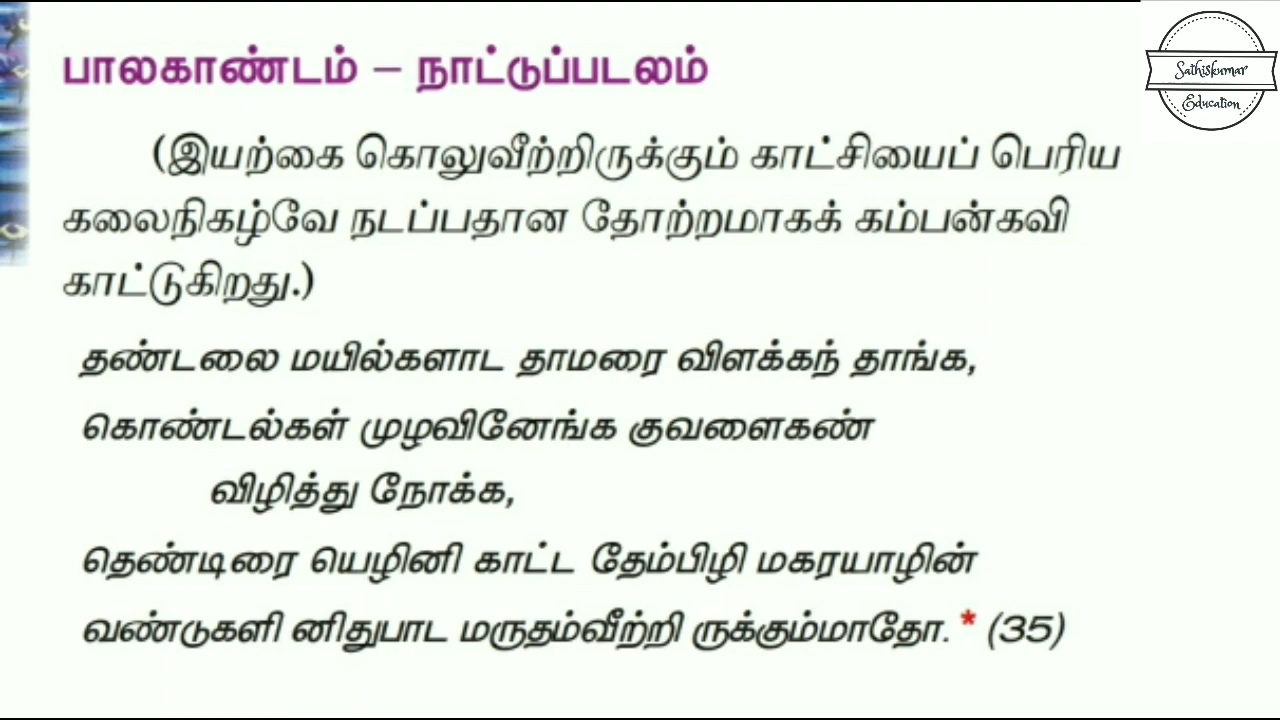 பாலகாண்டம் – நாட்டுப்படலம்
Sathiskumar
Education
(இயற்கை கொலுவீற்றிருக்கும் காட்சியைப் பெரிய
கலைநிகழ்வே நடப்பதான தோற்றமாகக் கம்பன்கவி
காட்டுகிறது.)
தண்டலை மயில்களாட தாமரை விளக்கந் தாங்க,
கொண்டல்கள் முழவினேங்க குவளைகண்
விழித்து நோக்க,
தெண்டிரை யெழினி காட்ட தேம்பிழி மகரயாழின்
வண்டுகளி னிதுபாட மருதம்வீற்றி ருக்கும்மாதோ. * (35)